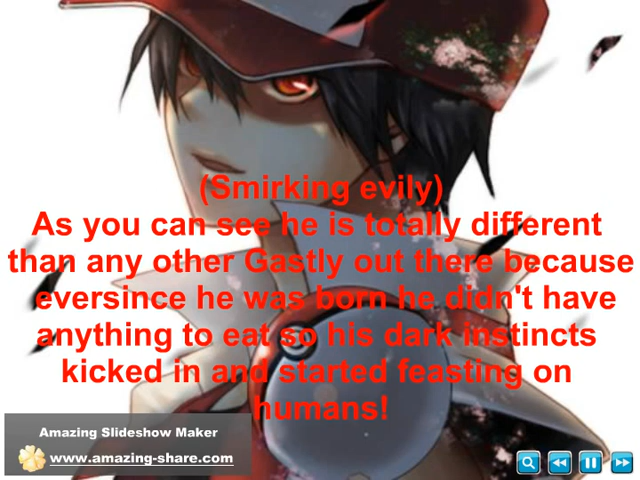 (Smirking evily)
As you can see he is totally different
than any other Gastly out there because
eversince he was born he didn't have
anything to eat so his dark instincts
kicked in and started feasting on
humans!
Amazing Slideshow Maker
www.amazing-share.com